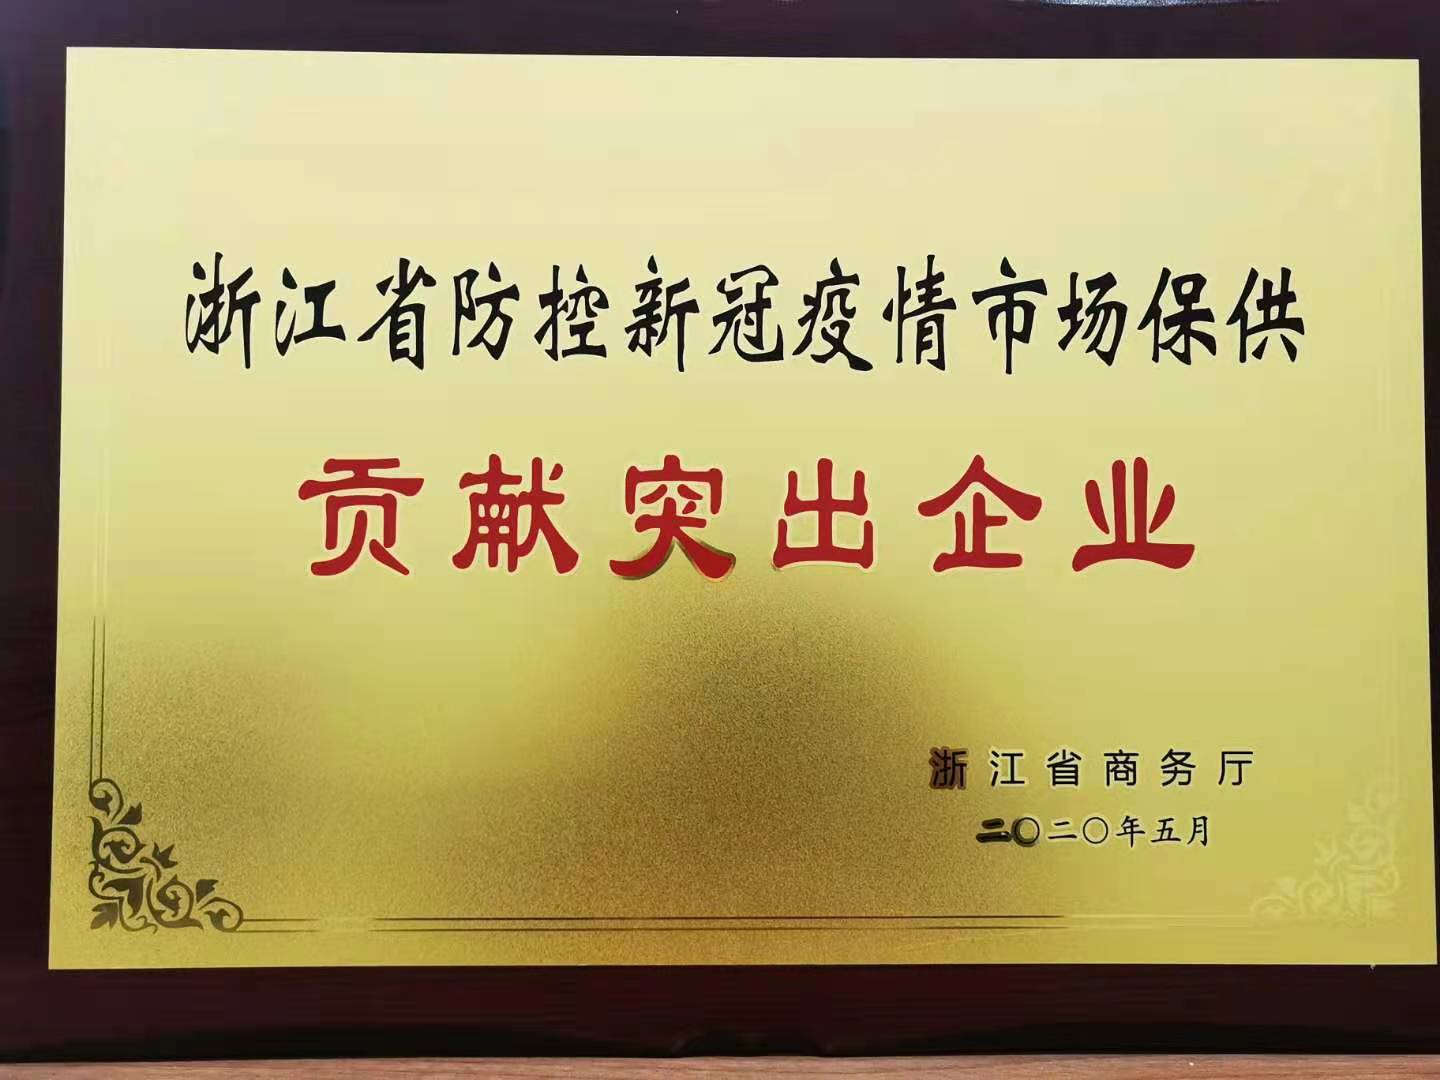 浙江省防控新冠疫情市场保供
贡献突出企业
浙江省商务厅
二〇二〇年五月